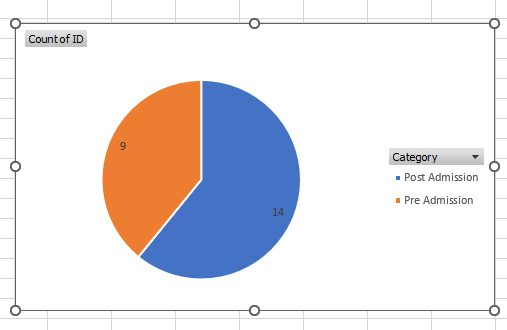 Count of ID
9
14
Category
Post Admission
Pre Admission